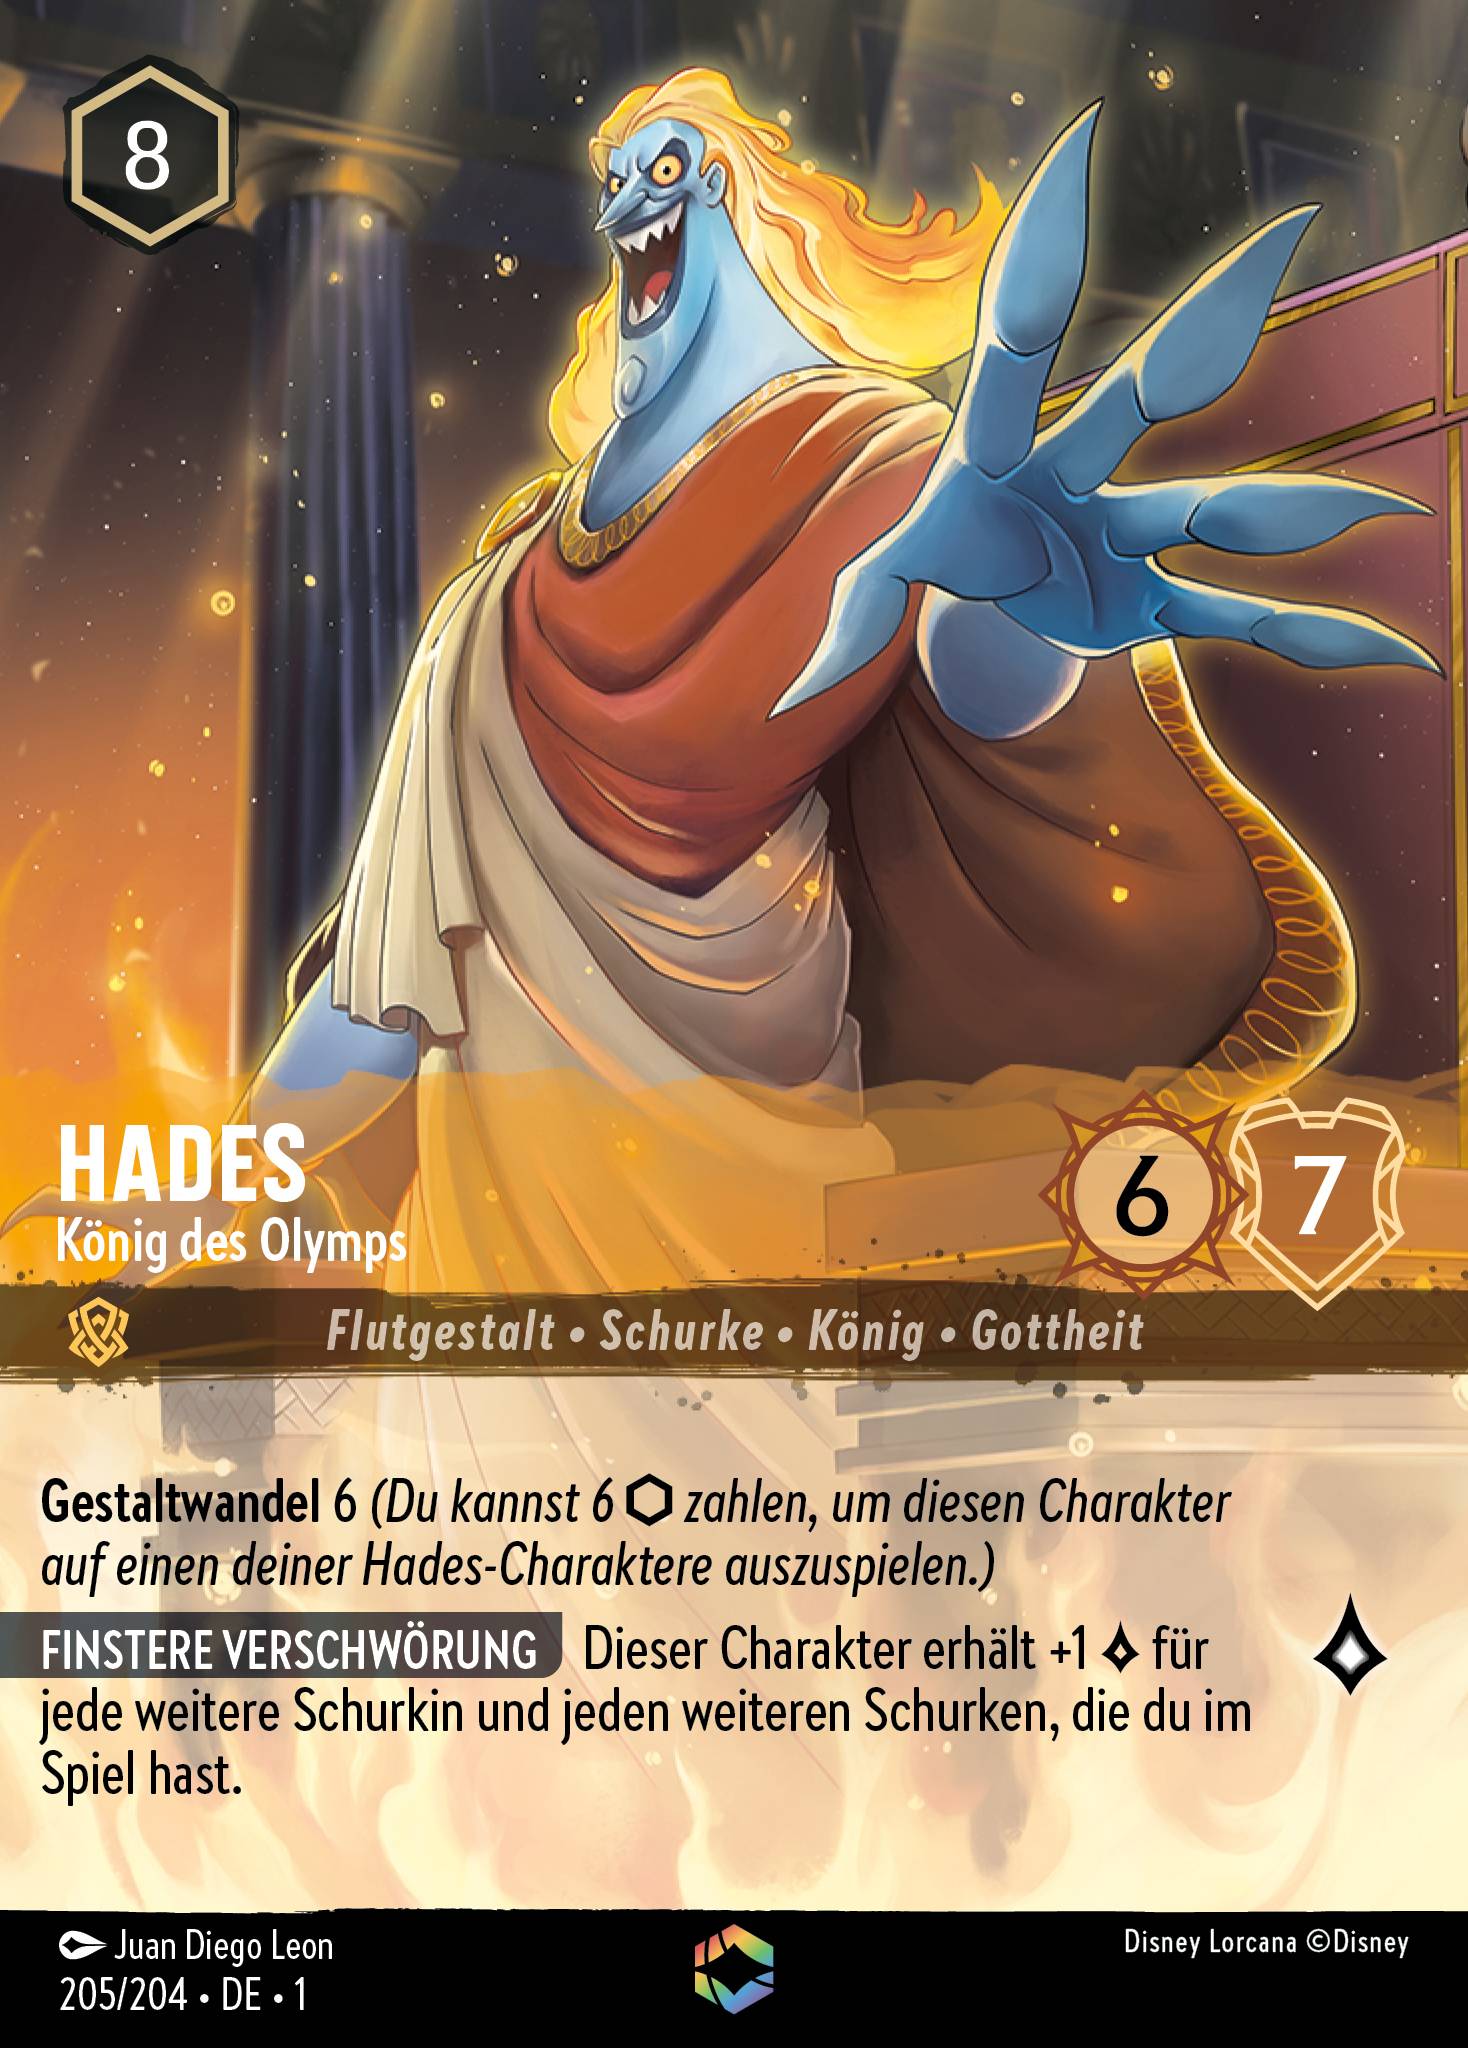 8
HADES
König des Olymps
6
7
Flutgestalt • Schurke • König • Gottheit
Gestaltwandel 6 (Du kannst 6 ⬡ zahlen, um diesen Charakter
auf einen deiner Hades-Charaktere auszuspielen.)
FINSTERE VERSCHWÖRUNG Dieser Charakter erhält +1 ⟡ für
jede weitere Schurkin und jeden weiteren Schurken, die du im
Spiel hast.
Juan Diego Leon
205/204 • DE • 1
Disney Lorcana ©Disney